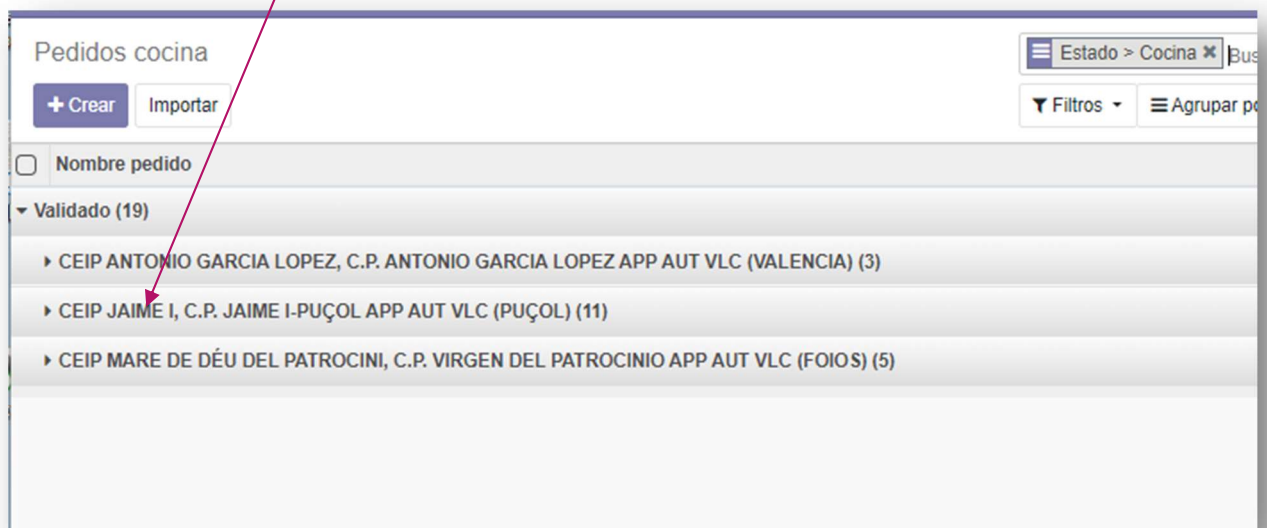 Pedidos cocina
Estado > Cocina ✖ Bus
+ Crear Importar
Filtros Agrupar po
Nombre pedido
Validado (19)
CEIP ANTONIO GARCIA LOPEZ, C.P. ANTONIO GARCIA LOPEZ APP AUT VLC (VALENCIA) (3)
CEIP JAIME I, C.P. JAIME I-PUÇOL APP AUT VLC (PUÇOL) (11)
CEIP MARE DE DÉU DEL PATROCINI, C.P. VIRGEN DEL PATROCINIO APP AUT VLC (FOIOS) (5)